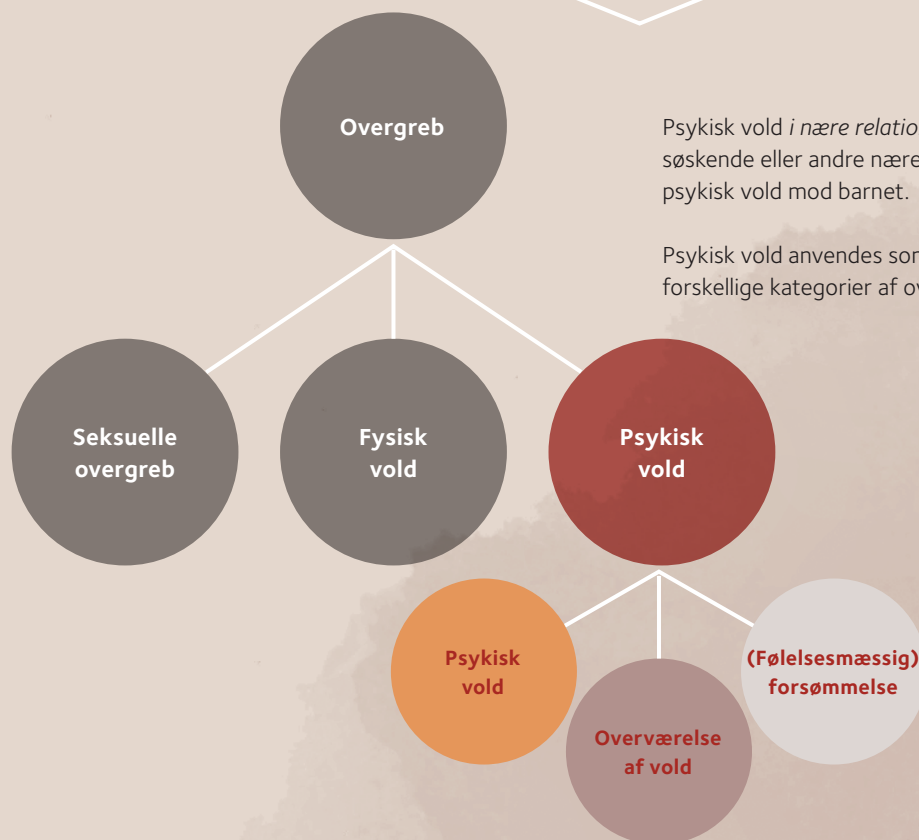 Overgreb
Psykisk vold i nære
søskende eller andre nære
psykisk vold mod barnet.
Psykisk vold anvendes
forskellige kategorier af
Seksuelle
overgreb
Fysisk
vold
Psykisk
vold
Psykisk
vold
Overværelse
af vold
(Følelsesmæssig)
forsømmelse